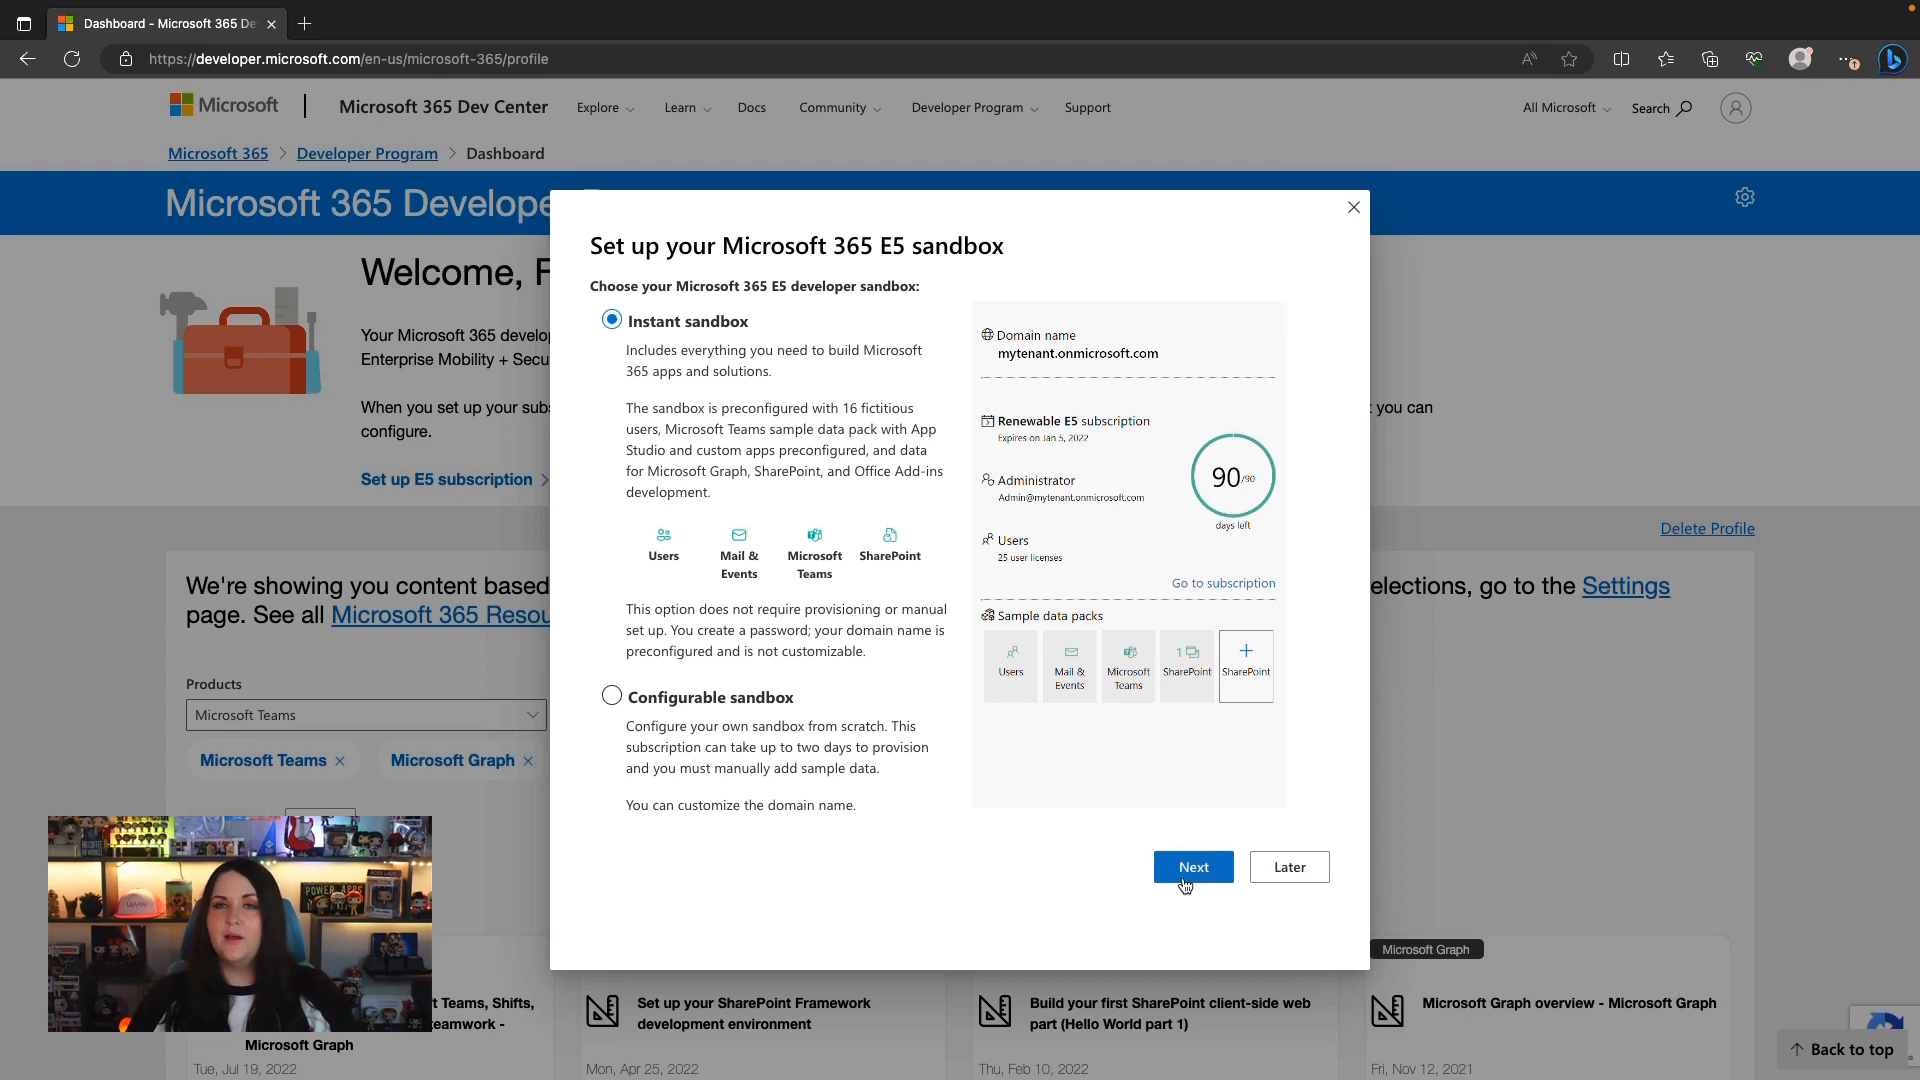 Dashboard - Microsoft 365 De
https://developer.microsoft.com/en-us/microsoft-365/profile
Microsoft
Microsoft 365 Dev Center
Explore
Learn
Docs
Community
Developer Program
Support
All Microsoft
Search
Microsoft 365 > Developer Program > Dashboard
Microsoft 365 Develope
Welcome, F
Your Microsoft 365 develop
Enterprise Mobility + Secu
When you set up your subs
configure.
t you can
Set up E5 subscription >
Delete Profile
We're showing you content based
elections, go to the Settings
page. See all Microsoft 365 Resou
Products
Microsoft Teams
Microsoft Teams ×
Microsoft Graph ×
Set up your Microsoft 365 E5 sandbox
Choose your Microsoft 365 E5 developer sandbox:
Instant sandbox
Includes everything you need to build Microsoft
365 apps and solutions.
The sandbox is preconfigured with 16 fictitious
users, Microsoft Teams sample data pack with App
Studio and custom apps preconfigured, and data
for Microsoft Graph, SharePoint, and Office Add-ins
development.
Users
Mail &
Events
Microsoft
Teams
SharePoint
This option does not require provisioning or manual
set up. You create a password; your domain name is
preconfigured and is not customizable.
Configurable sandbox
Configure your own sandbox from scratch. This
subscription can take up to two days to provision
and you must manually add sample data.
You can customize the domain name.
Domain name
mytenant.onmicrosoft.com
Renewable E5 subscription
Expires on Jan 5, 2022
90/90
days left
Administrator
Admin@mytenant.onmicrosoft.com
Users
25 user licenses
Go to subscription
Sample data packs
Users
Mail &
Events
Microsoft
Teams
1
SharePoint
+
SharePoint
Next
Later
POWER APPS
t Teams, Shifts,
eamwork -
Microsoft Graph
Tue, Jul 19, 2022
Set up your SharePoint Framework
development environment
Mon, Apr 25, 2022
Build your first SharePoint client-side web
part (Hello World part 1)
Thu, Feb 10, 2022
Microsoft Graph
Microsoft Graph overview - Microsoft Graph
Fri, Nov 12, 2021
Back to top